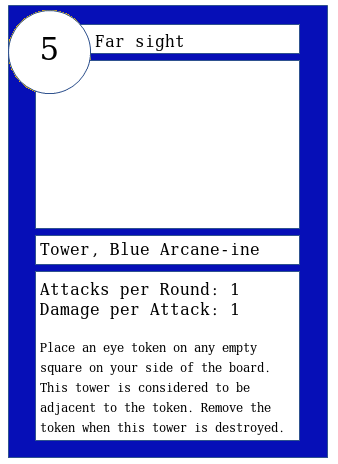 5
Far sight
Tower, Blue Arcane-ine
Attacks per Round: 1
Damage per Attack: 1
Place an eye token on any empty
square on your side of the board.
This tower is considered to be
adjacent to the token. Remove the
token when this tower is destroyed.